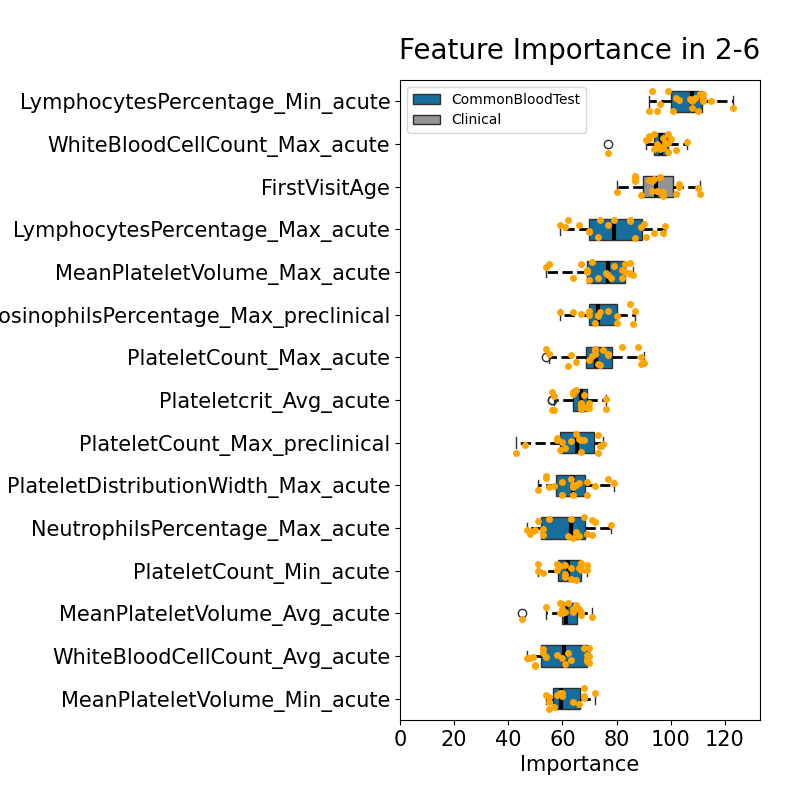 Feature Importance in 2-6
CommonBloodTest
Clinical
LymphocytesPercentage_Min_acute
WhiteBloodCellCount_Max_acute
FirstVisitAge
LymphocytesPercentage_Max_acute
MeanPlateletVolume_Max_acute
osinophilsPercentage_Max_preclinical
PlateletCount_Max_acute
Plateletcrit_Avg_acute
PlateletCount_Max_preclinical
PlateletDistributionWidth_Max_acute
NeutrophilsPercentage_Max_acute
PlateletCount_Min_acute
MeanPlateletVolume_Avg_acute
WhiteBloodCellCount_Avg_acute
MeanPlateletVolume_Min_acute
0 20 40 60 80 100 120
Importance